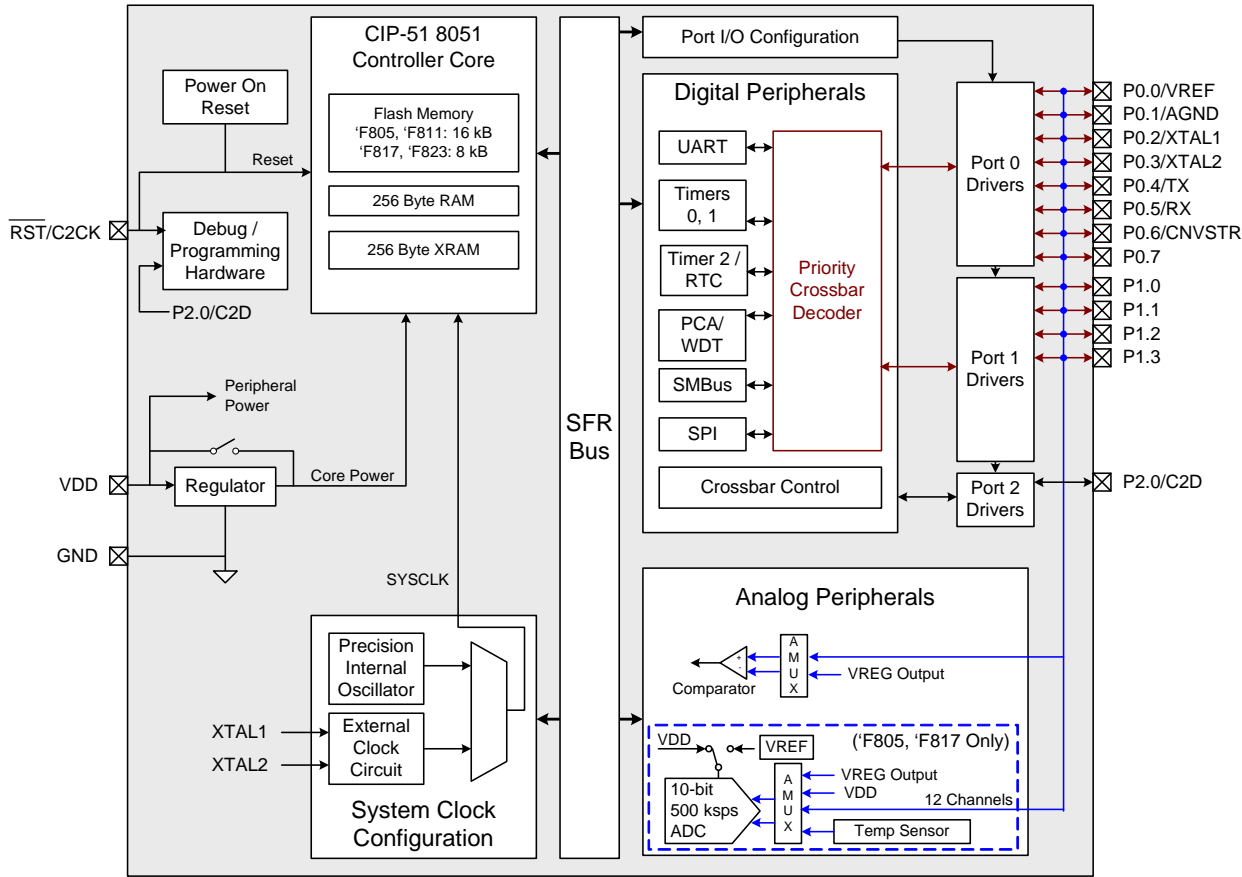 CIP-51 8051
Controller Core
Flash Memory
‘F805, ‘F811: 16 kB
‘F817, ‘F823: 8 kB
256 Byte RAM
256 Byte XRAM
Power On
Reset
Reset
RST/C2CK
Debug /
Programming
Hardware
P2.0/C2D
Peripheral
Power
VDD
Regulator
Core Power
GND
SYSCLK
Precision
Internal
Oscillator
XTAL1
XTAL2
External
Clock
Circuit
System Clock
Configuration
SFR
Bus
Port I/O Configuration
Digital Peripherals
UART
Timers
0, 1
Timer 2 /
RTC
PCA/
WDT
SMBus
SPI
Priority
Crossbar
Decoder
Crossbar Control
Port 0
Drivers
Port 1
Drivers
Port 2
Drivers
P0.0/VREF
P0.1/AGND
P0.2/XTAL1
P0.3/XTAL2
P0.4/TX
P0.5/RX
P0.6/CNVSTR
P0.7
P1.0
P1.1
P1.2
P1.3
P2.0/C2D
Analog Peripherals
+
-
Comparator
A
M
U
X
VREG Output
VDD
VREF
(‘F805, ‘F817 Only)
10-bit
500 ksps
ADC
A
M
U
X
VREG Output
VDD
12 Channels
Temp Sensor